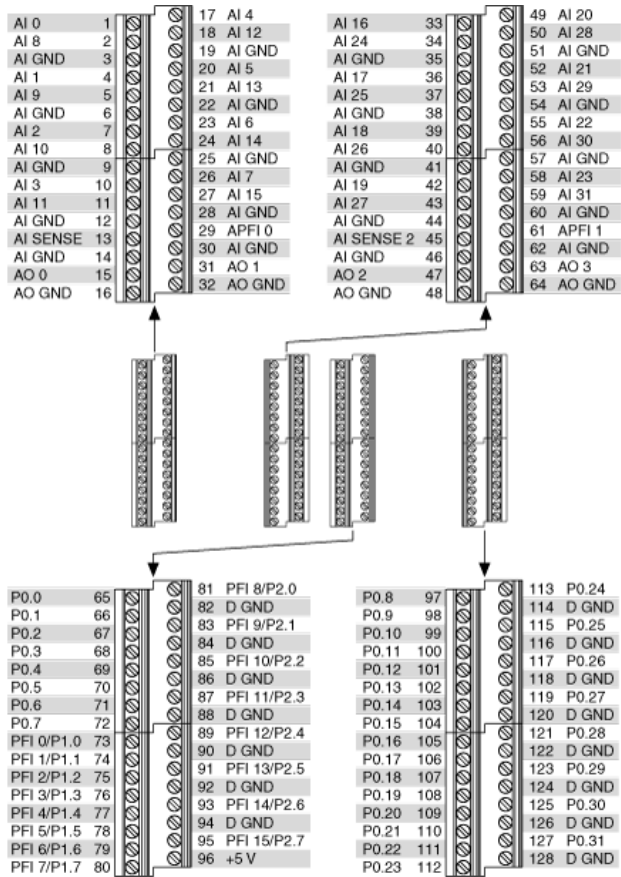 AI 0 1
AI 8 2
AI GND 3
AI 1 4
AI 9 5
AI GND 6
AI 2 7
AI 10 8
AI GND 9
AI 3 10
AI 11 11
AI GND 12
AI SENSE 13
AI GND 14
AO 0 15
AO GND 16
17 AI 4
18 AI 12
19 AI GND
20 AI 5
21 AI 13
22 AI GND
23 AI 6
24 AI 14
25 AI GND
26 AI 7
27 AI 15
28 AI GND
29 APFI 0
30 AI GND
31 AO 1
32 AO GND
AI 16 33
AI 24 34
AI GND 35
AI 17 36
AI 25 37
AI GND 38
AI 18 39
AI 26 40
AI GND 41
AI 19 42
AI 27 43
AI GND 44
AI SENSE 2 45
AI GND 46
AO 2 47
AO GND 48
49 AI 20
50 AI 28
51 AI GND
52 AI 21
53 AI 29
54 AI GND
55 AI 22
56 AI 30
57 AI GND
58 AI 23
59 AI 31
60 AI GND
61 APFI 1
62 AI GND
63 AO 3
64 AO GND
P0.0 65
P0.1 66
P0.2 67
P0.3 68
P0.4 69
P0.5 70
P0.6 71
P0.7 72
PFI 0/P1.0 73
PFI 1/P1.1 74
PFI 2/P1.2 75
PFI 3/P1.3 76
PFI 4/P1.4 77
PFI 5/P1.5 78
PFI 6/P1.6 79
PFI 7/P1.7 80
81 PFI 8/P2.0
82 D GND
83 PFI 9/P2.1
84 D GND
85 PFI 10/P2.2
86 D GND
87 PFI 11/P2.3
88 D GND
89 PFI 12/P2.4
90 D GND
91 PFI 13/P2.5
92 D GND
93 PFI 14/P2.6
94 D GND
95 PFI 15/P2.7
96 +5 V
P0.8 97
P0.9 98
P0.10 99
P0.11 100
P0.12 101
P0.13 102
P0.14 103
P0.15 104
P0.16 105
P0.17 106
P0.18 107
P0.19 108
P0.20 109
P0.21 110
P0.22 111
P0.23 112
113 P0.24
114 D GND
115 P0.25
116 D GND
117 P0.26
118 D GND
119 P0.27
120 D GND
121 P0.28
122 D GND
123 P0.29
124 D GND
125 P0.30
126 D GND
127 P0.31
128 D GND